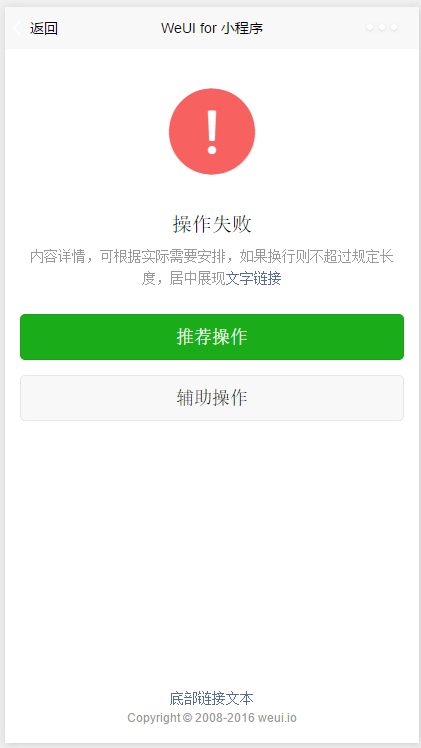 返回
WeUI for 小程序
操作失败
内容详情，可根据实际需要安排，如果换行则不超过规定长
度，居中展现文字链接
推荐操作
辅助操作
底部链接文本
Copyright © 2008-2016 weui.io